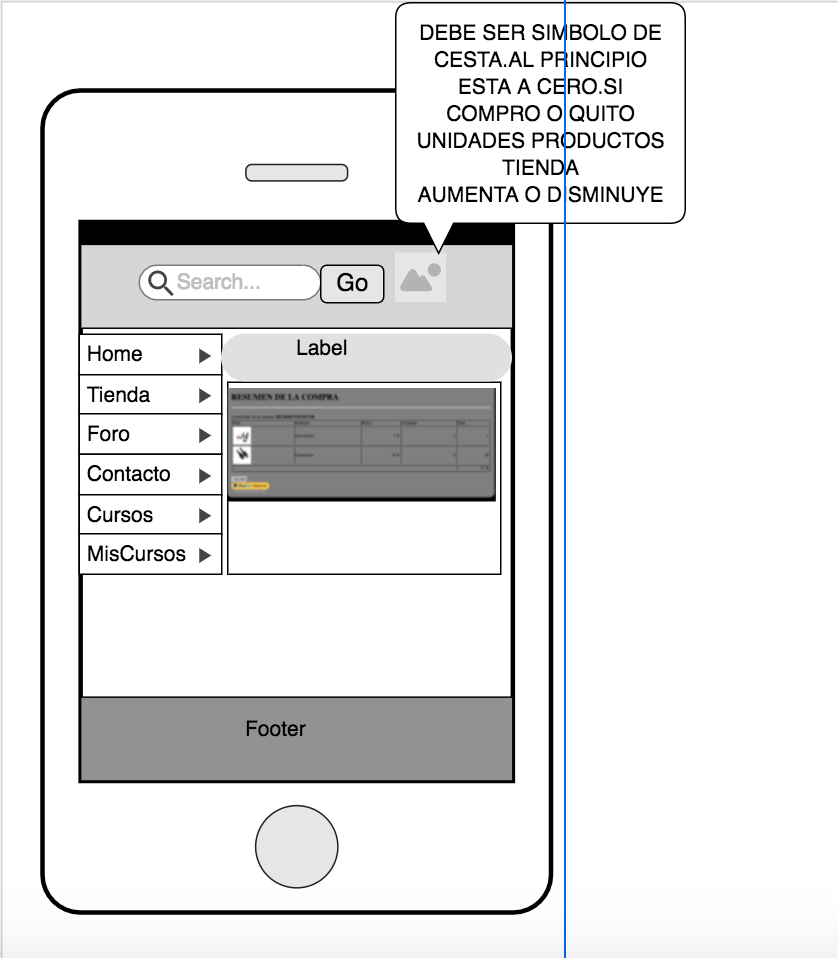 DEBE SER SIMBOLO DE
CESTA.AL PRINCIPIO
ESTA A CERO.SI
COMPRO O QUITO
UNIDADES PRODUCTOS
TIENDA
AUMENTA O DISMINUYE
Search...
Go
Home
Label
Tienda
RESUMEN DE LA COMPRA
Foro
Contacto
Cursos
MisCursos
Footer